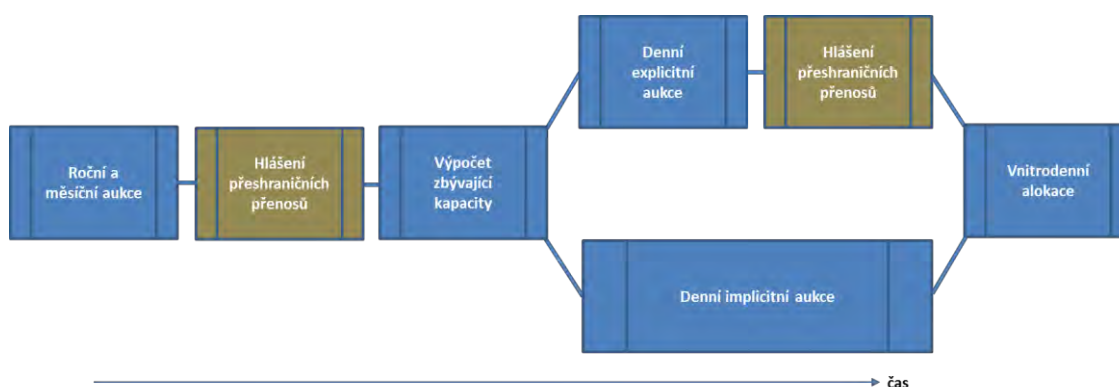 Roční a
měsíční aukce
Hlášení
přeshraničních
přenosů
Výpočet
zbývající
kapacity
Denní
explicitní
aukce
Hlášení
přeshraničních
přenosů
Denní implicitní aukce
Vnitrodenní
alokace
čas